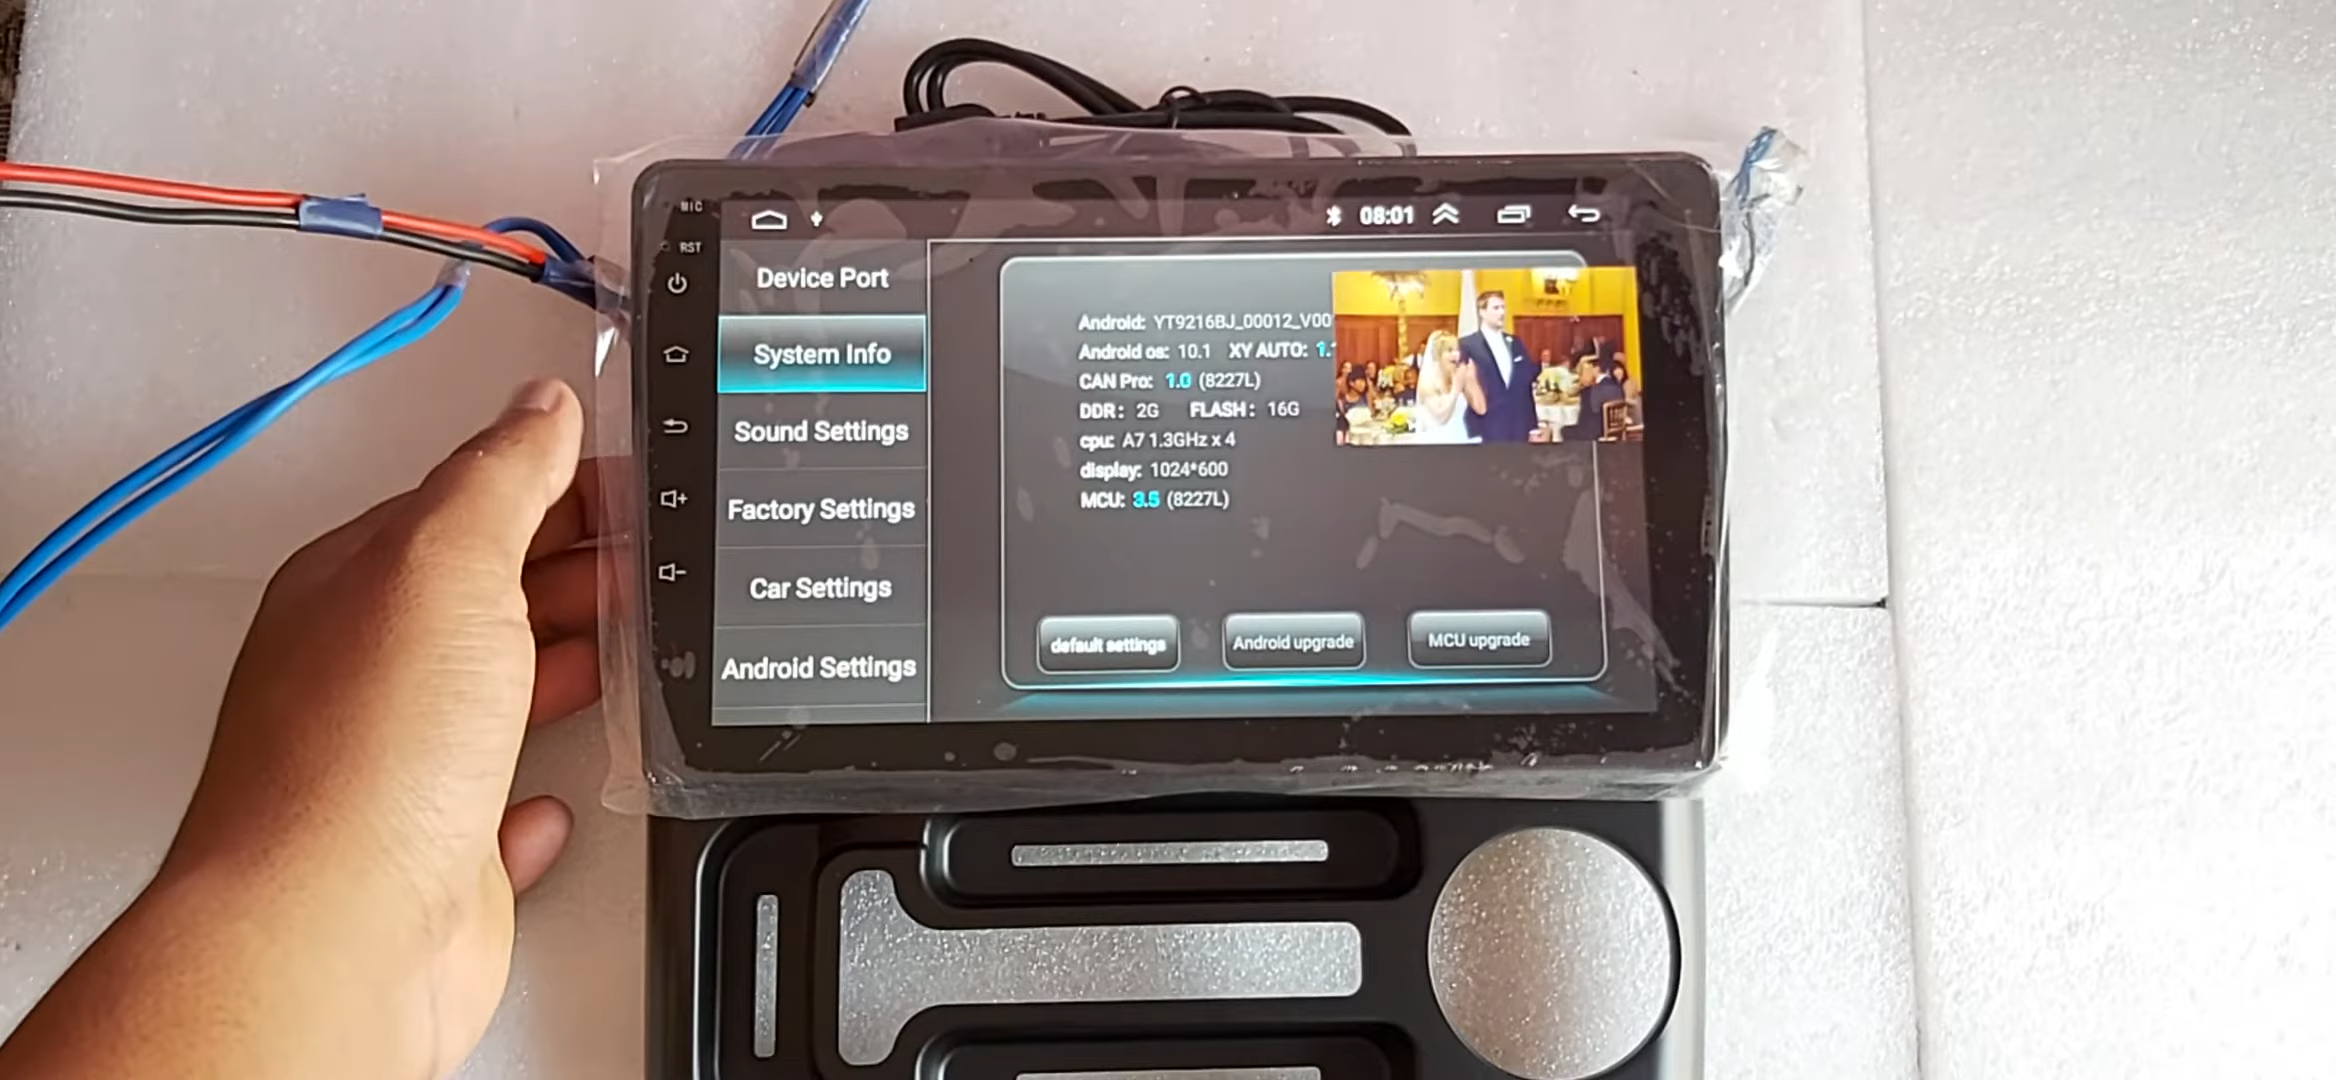 MIC
RST
08:01
Device Port
System Info
Sound Settings
Factory Settings
Car Settings
Android Settings
Android: YT9216BJ_00012_V00
Android os: 10.1 XY AUTO: 1.
CAN Pro: 1.0 (8227L)
DDR: 2G FLASH: 16G
cpu: A7 1.3GHz x 4
display: 1024*600
MCU: 3.5 (8227L)
default settings
Android upgrade
MCU upgrade